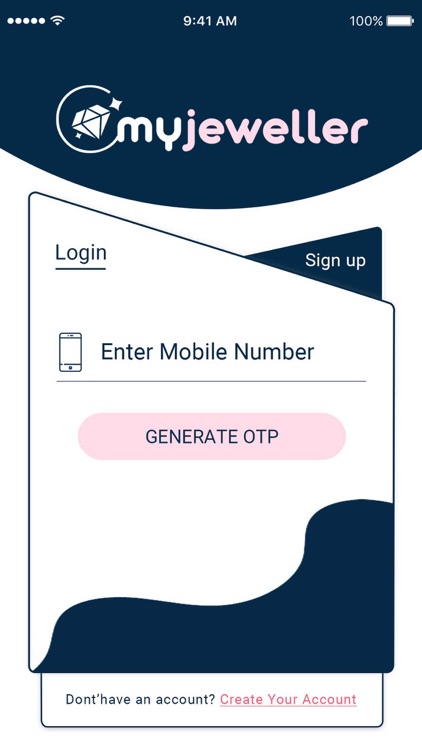 9:41 AM 100%
myjeweller
Login
Sign up
Enter Mobile Number
GENERATE OTP
Dont'have an account? Create Your Account